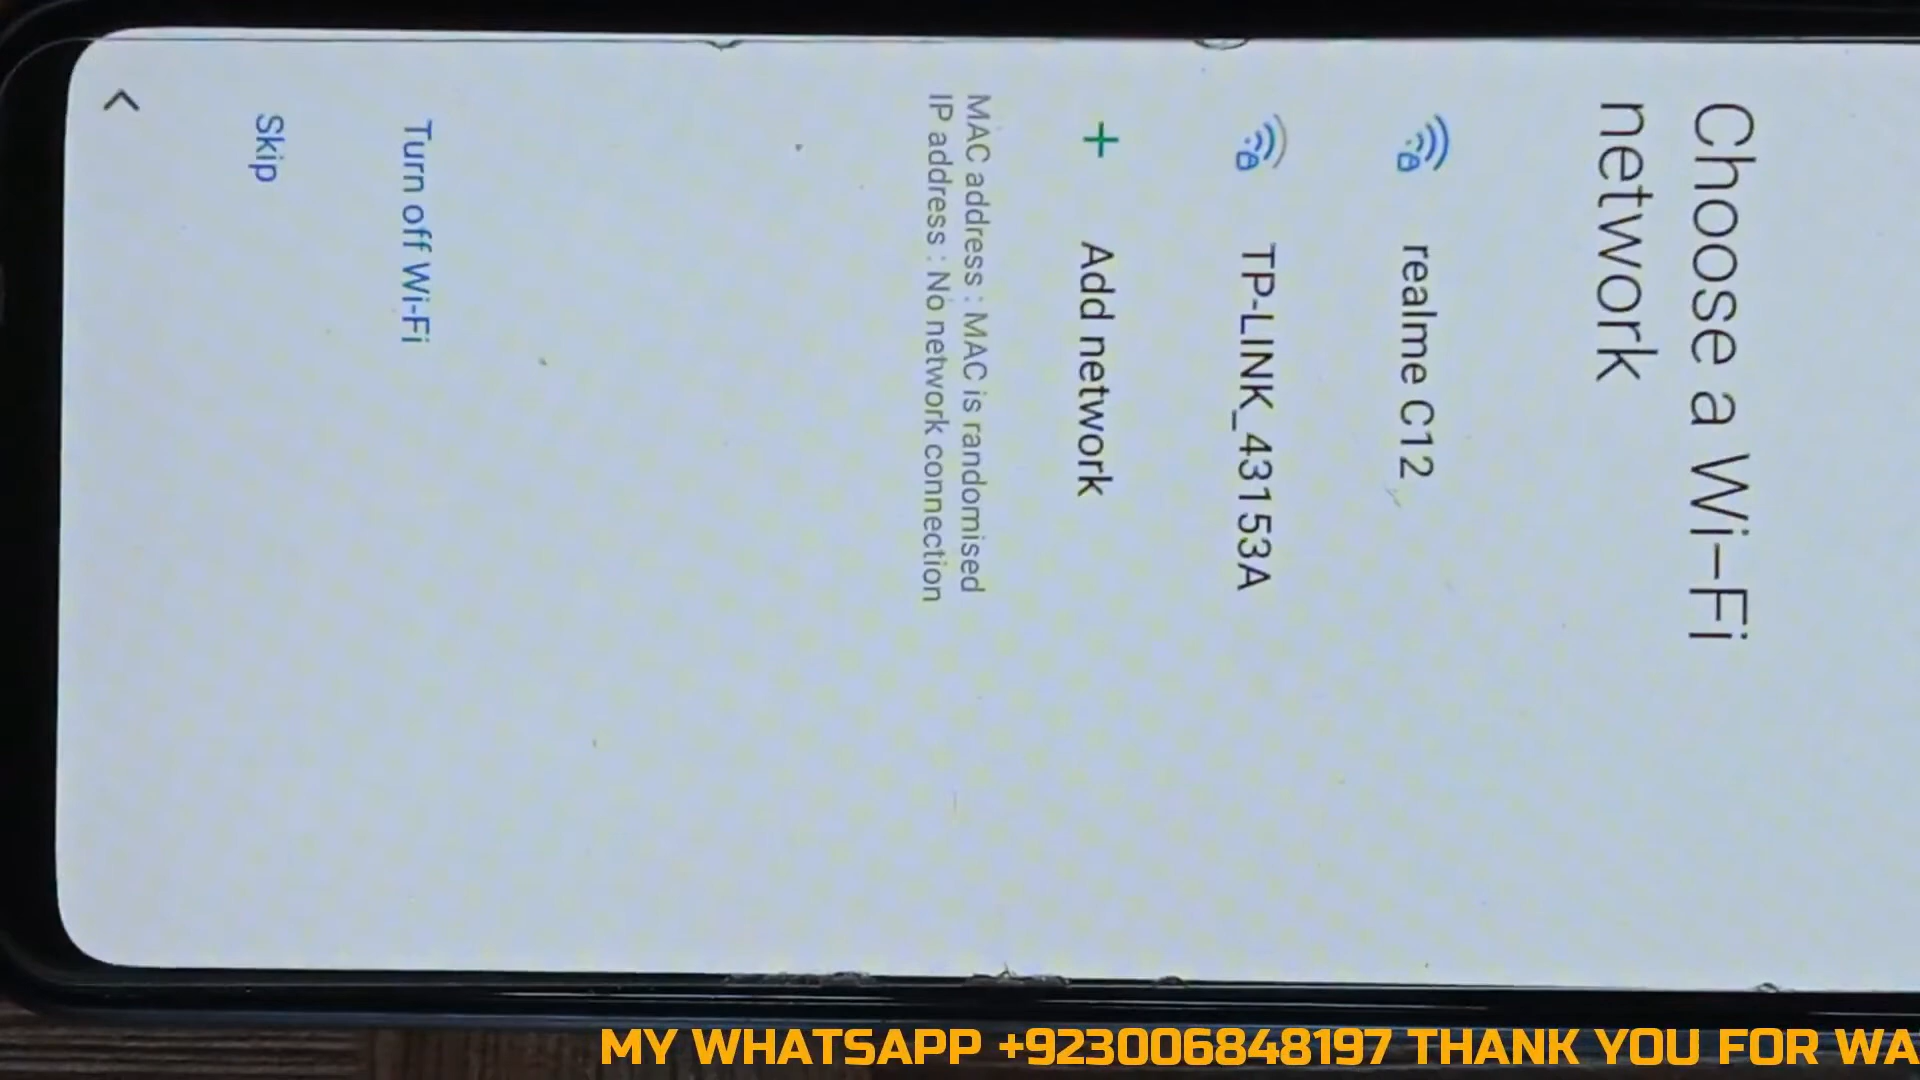 Choose a Wi-Fi
network
realme C12
TP-LINK_43153A
+ Add network
MAC address : MAC is randomised
IP address : No network connection
Turn off Wi-Fi
Skip
MY WHATSAPP +923006848197 THANK YOU FOR WA